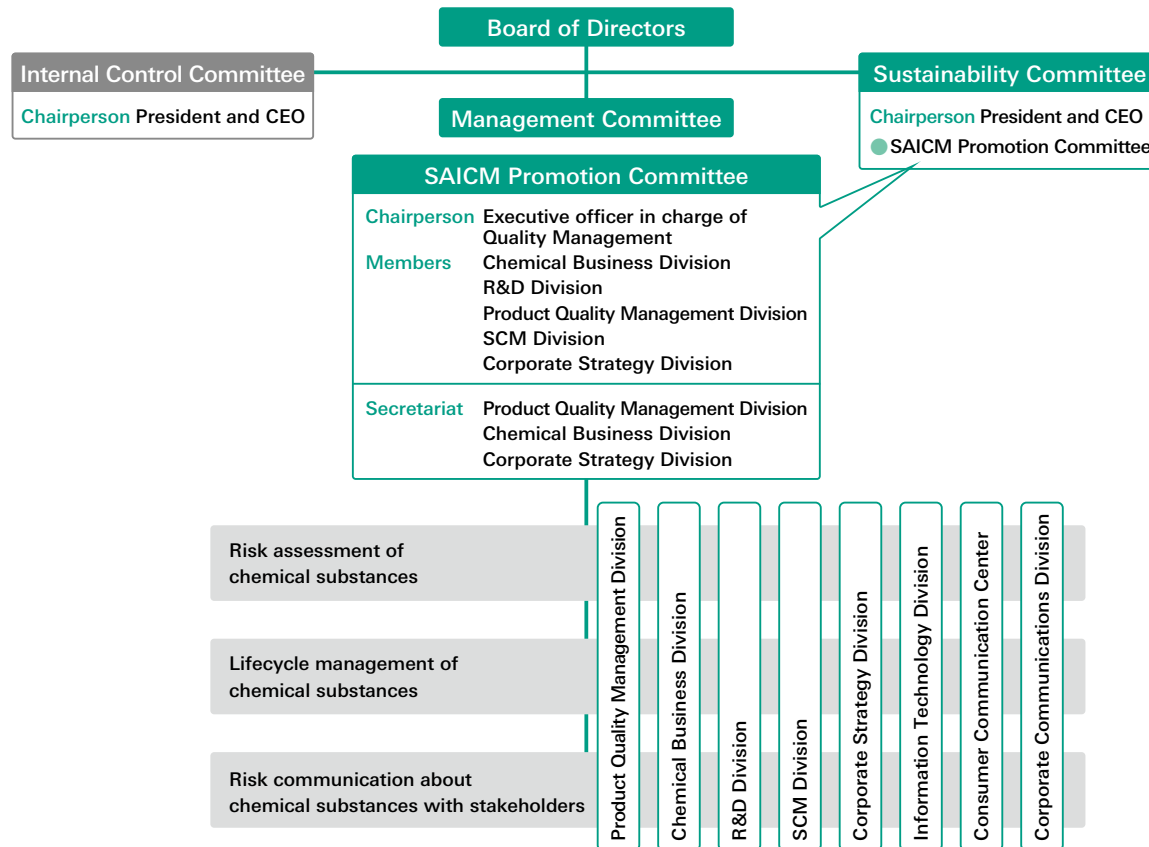 Board of Directors
Internal Control Committee
Chairperson President and CEO
Sustainability Committee
Chairperson President and CEO
SAICM Promotion Committee
Management Committee
SAICM Promotion Committee
Chairperson Executive officer in charge of
Quality Management
Members Chemical Business Division
R&D Division
Product Quality Management Division
SCM Division
Corporate Strategy Division
Secretariat Product Quality Management Division
Chemical Business Division
Corporate Strategy Division
Risk assessment of
chemical substances
Lifecycle management of
chemical substances
Risk communication about
chemical substances with stakeholders
Product Quality Management Division
Chemical Business Division
R&D Division
SCM Division
Corporate Strategy Division
Information Technology Division
Consumer Communication Center
Corporate Communications Division